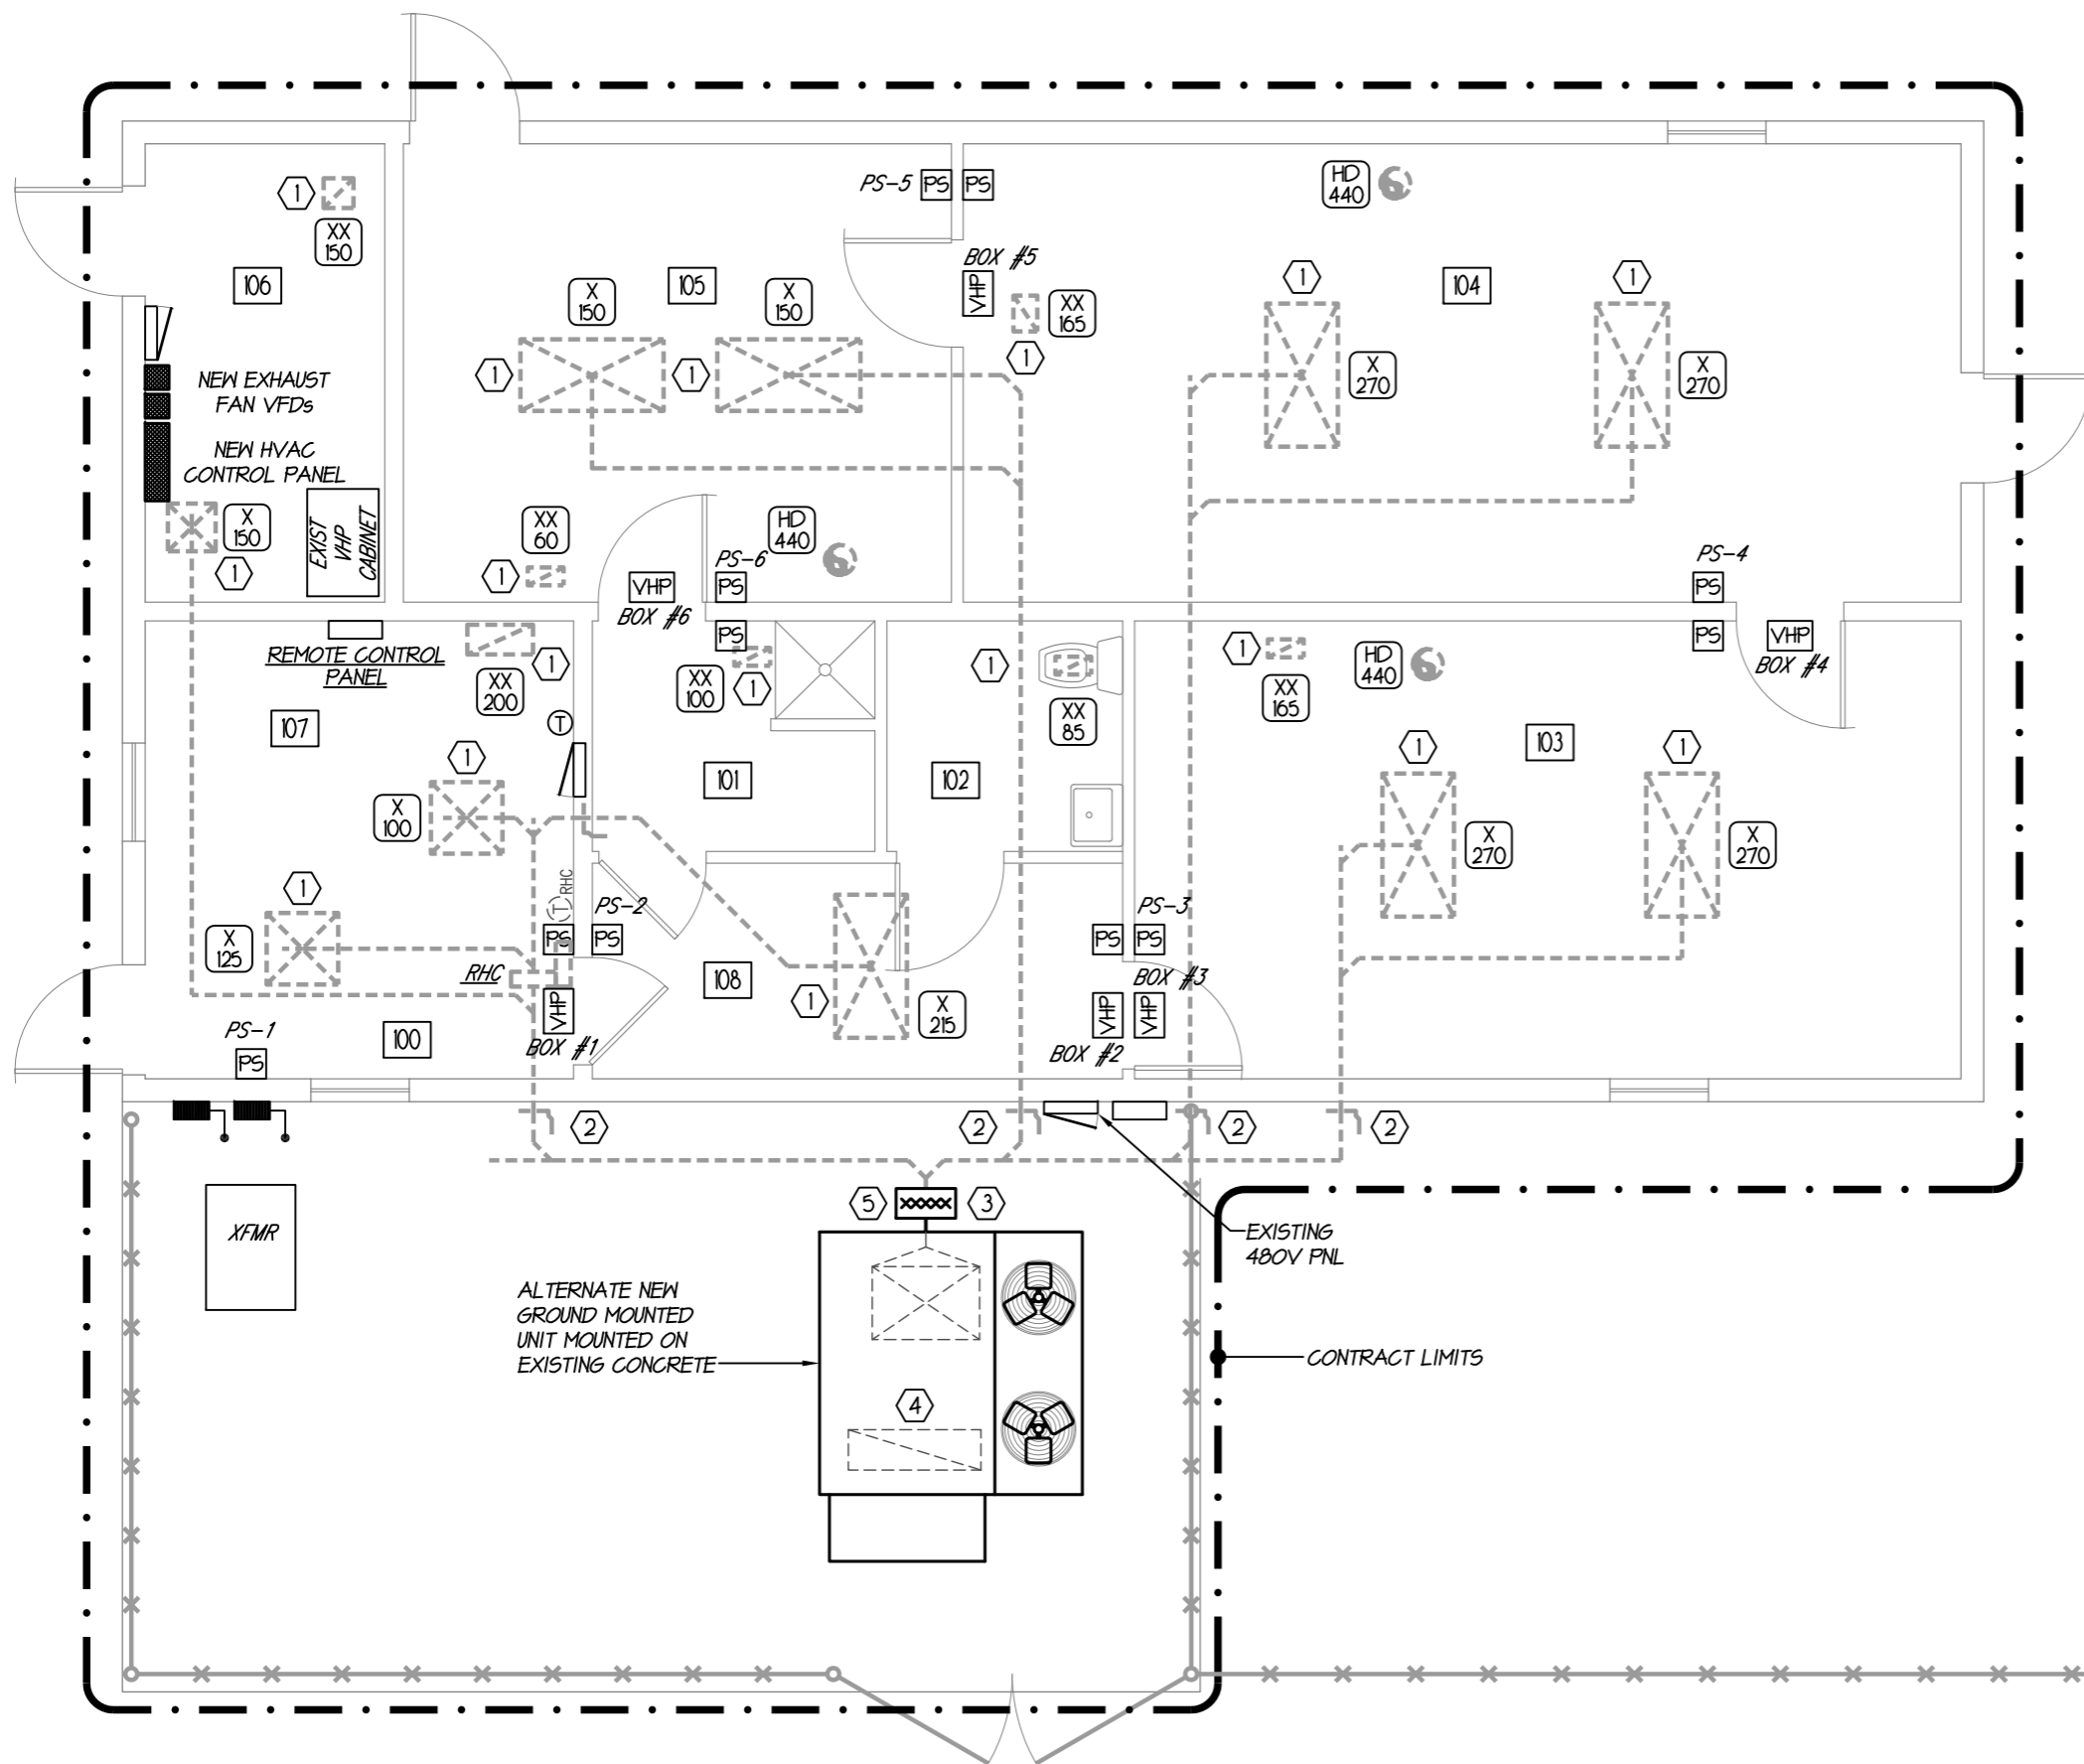 PS-5
PS
PS
HD
440
1
XX
150
106
BOX #5
VHP
X
150
105
X
150
1
XX
165
1
1
104
1
1
1
X
270
X
270
NEW EXHAUST
FAN VFDs
NEW HVAC
CONTROL PANEL
X
150
1
EXIST
VHP
CABINET
XX
60
1
HD
440
PS-6
PS
VHP
BOX #6
PS
PS-4
PS
PS
VHP
BOX #4
REMOTE CONTROL
PANEL
1
XX
200
XX
100
1
1
XX
85
1
XX
165
HD
440
107
T
1
X
100
101
102
1
103
1
X
270
X
270
1
X
125
T
RHC
PS-2
PS
PS
PS-3
PS
PS
RHC
VHP
BOX #1
108
1
X
215
BOX #3
VHP
VHP
BOX #2
PS-1
PS
100
2
2
2
2
XFMR
5
3
EXISTING
480V PNL
ALTERNATE NEW
GROUND MOUNTED
UNIT MOUNTED ON
EXISTING CONCRETE
CONTRACT LIMITS
4